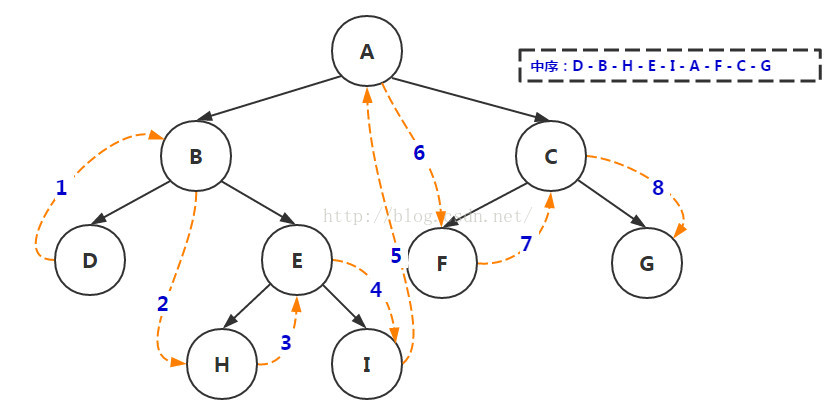 A
中序：D - B - H - E - I - A - F - C - G
B
C
6
1
8
http://blog.csdn.net/
D
E
F
G
7
5
2
4
3
H
I